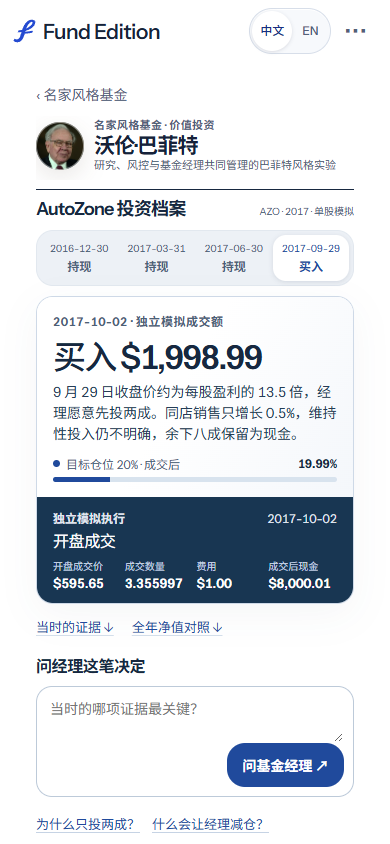 Fund Edition
中文 EN ···
‹ 名家风格基金
名家风格基金·价值投资
沃伦·巴菲特
研究、风控与基金经理共同管理的巴菲特风格实验
AutoZone 投资档案
AZO·2017·单股模拟
2016-12-30 2017-03-31 2017-06-30 2017-09-29
持现 持现 持现 买入
2017-10-02·独立模拟成交额
买入 $1,998.99
9 月 29 日收盘价约为每股盈利的 13.5 倍，经
理愿意先投两成。同店销售只增长 0.5%，维持
性投入仍不明确，余下八成保留为现金。
目标仓位 20%·成交后 19.99%
独立模拟执行 2017-10-02
开盘成交
开盘成交价 成交数量 费用 成交后现金
$595.65 3.355997 $1.00 $8,000.01
当时的证据 ↓ 全年净值对照 ↓
问经理这笔决定
当时的哪项证据最关键？
问基金经理 ↗
为什么只投两成？ 什么会让经理减仓？